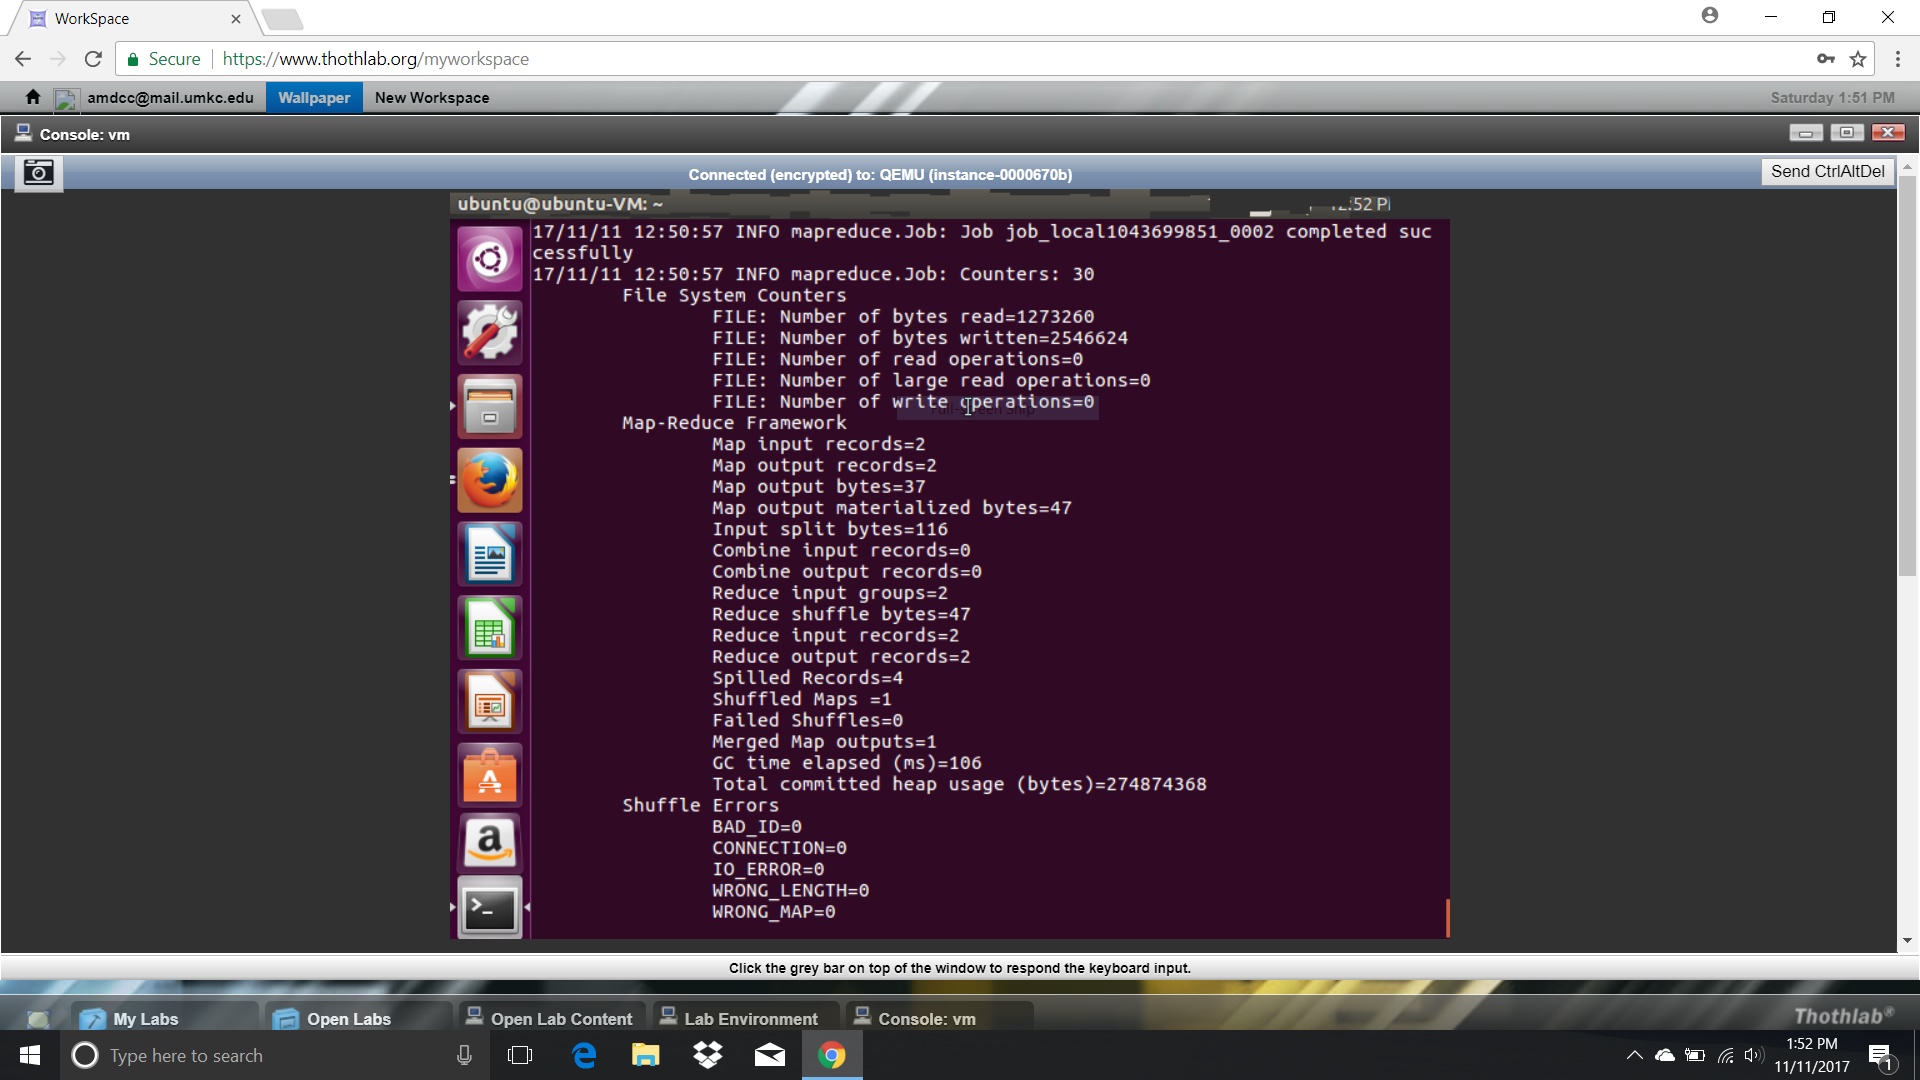 WorkSpace
Secure https://www.thothlab.org/myworkspace
amdcc@mail.umkc.edu Wallpaper New Workspace Saturday 1:51 PM
Console: vm
Connected (encrypted) to: QEMU (instance-0000670b) Send CtrlAltDel
ubuntu@ubuntu-VM: ~
17/11/11 12:50:57 INFO mapreduce.Job: Job job_local1043699851_0002 completed suc
cessfully
17/11/11 12:50:57 INFO mapreduce.Job: Counters: 30
File System Counters
FILE: Number of bytes read=1273260
FILE: Number of bytes written=2546624
FILE: Number of read operations=0
FILE: Number of large read operations=0
FILE: Number of write operations=0
Map-Reduce Framework
Map input records=2
Map output records=2
Map output bytes=37
Map output materialized bytes=47
Input split bytes=116
Combine input records=0
Combine output records=0
Reduce input groups=2
Reduce shuffle bytes=47
Reduce input records=2
Reduce output records=2
Spilled Records=4
Shuffled Maps =1
Failed Shuffles=0
Merged Map outputs=1
GC time elapsed (ms)=106
Total committed heap usage (bytes)=274874368
Shuffle Errors
BAD_ID=0
CONNECTION=0
IO_ERROR=0
WRONG_LENGTH=0
WRONG_MAP=0
Click the grey bar on top of the window to respond the keyboard input.
My Labs Open Labs Open Lab Content Lab Environment Console: vm Thothlab®
Type here to search
1:52 PM
11/11/2017
1